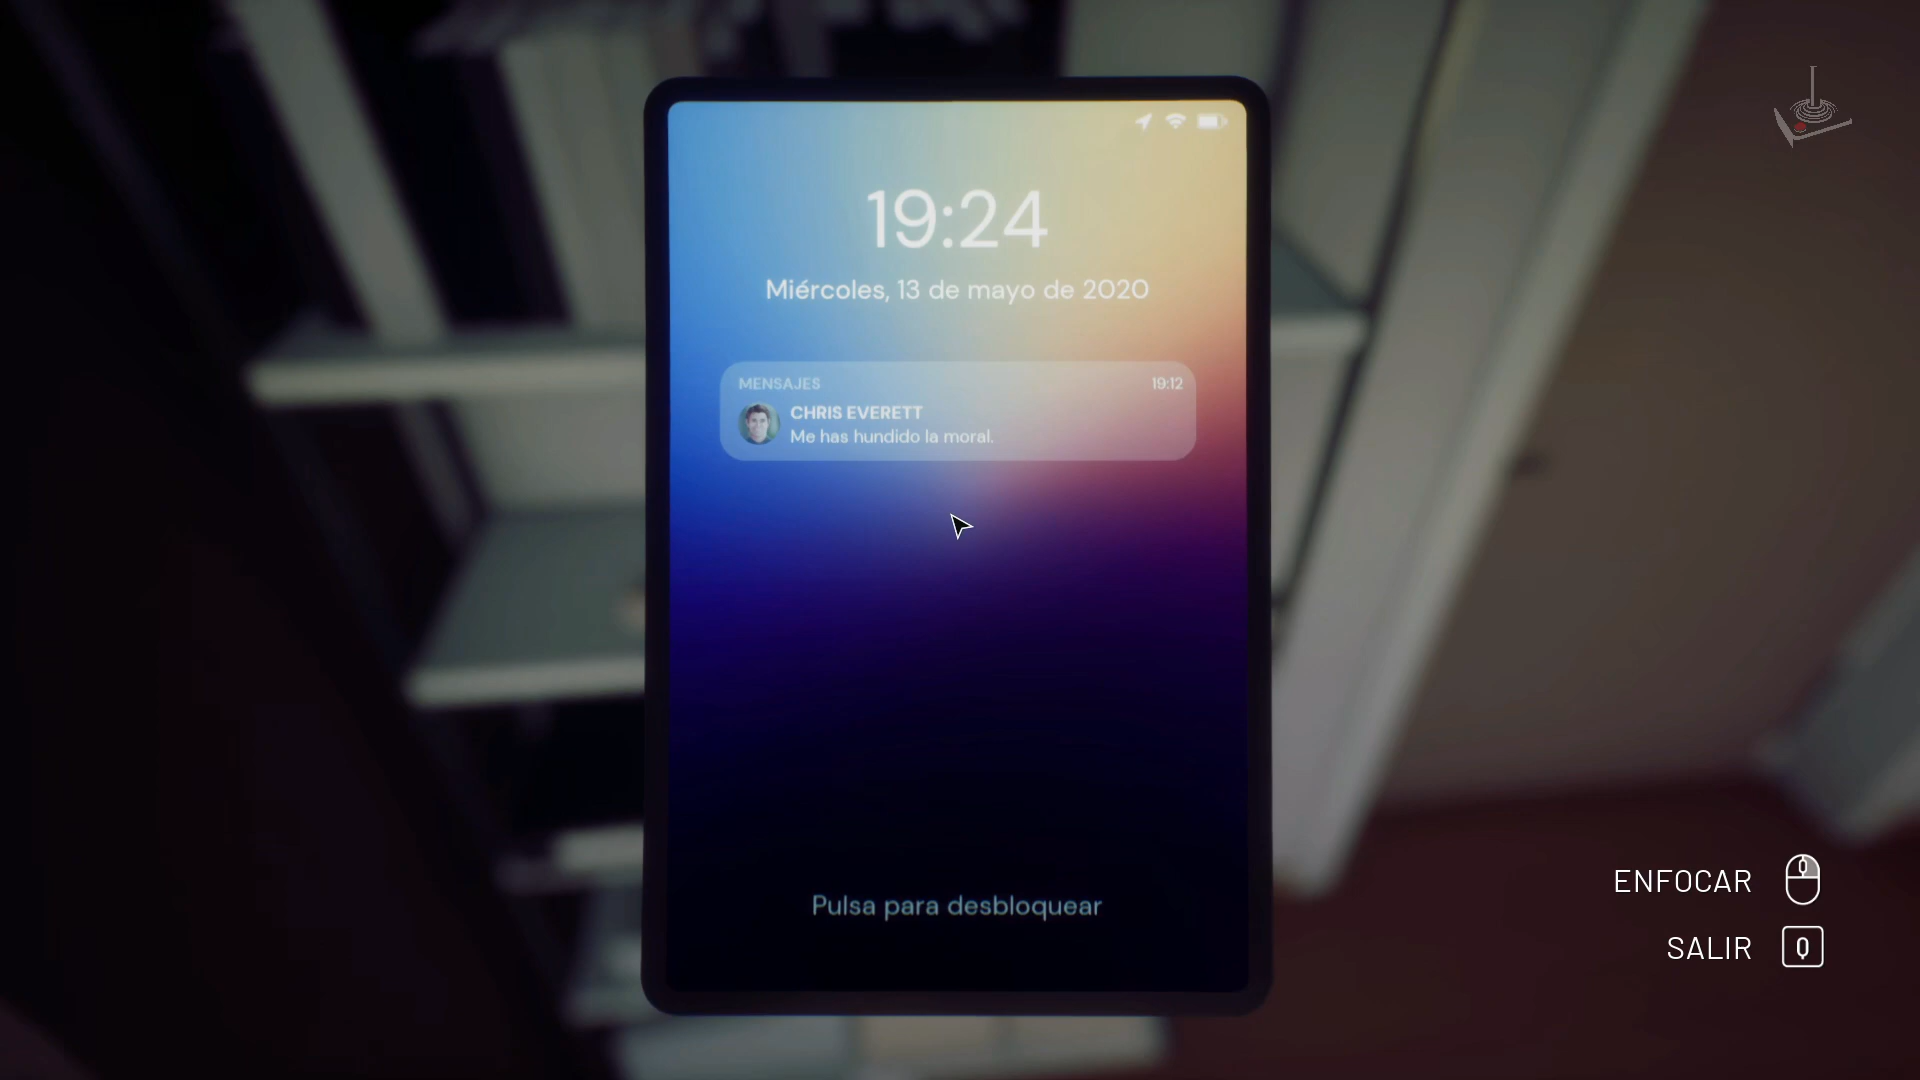 19:24
Miércoles, 13 de mayo de 2020
MENSAJES 19:12
CHRIS EVERETT
Me has hundido la moral.
Pulsa para desbloquear
ENFOCAR
SALIR